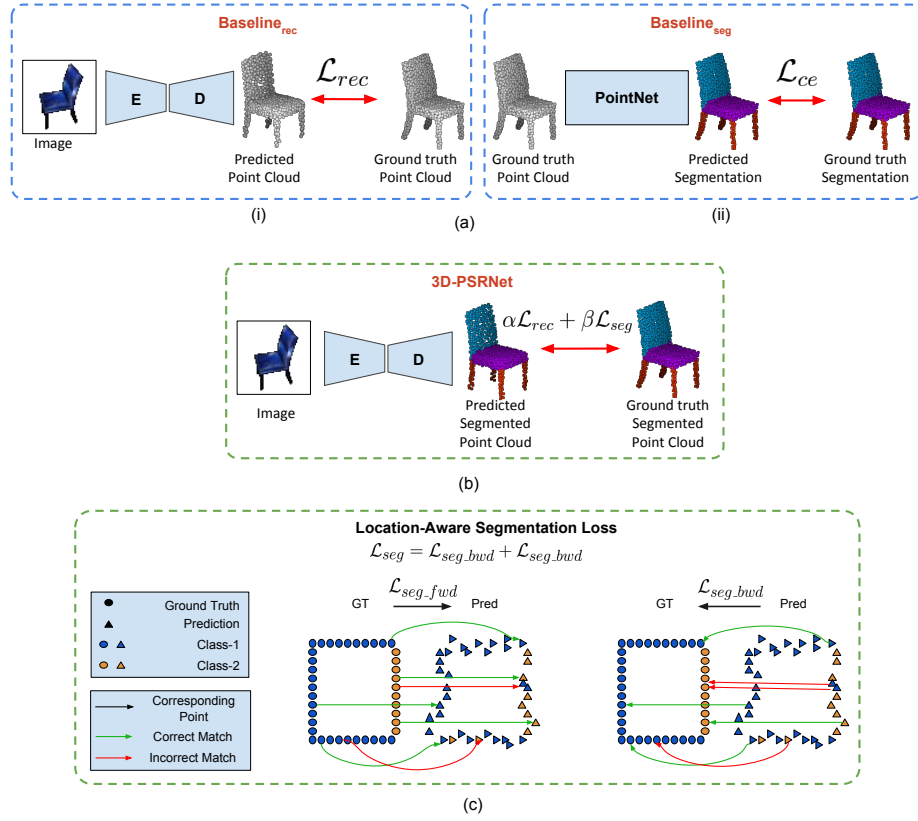 Baseline_rec
E
D
ℒ_rec
Image
Predicted
Point Cloud
Ground truth
Point Cloud
(i)
Baseline_seg
PointNet
ℒ_ce
Ground truth
Point Cloud
Predicted
Segmentation
Ground truth
Segmentation
(ii)
(a)
3D-PSRNet
E
D
αℒ_rec + βℒ_seg
Image
Predicted
Segmented
Point Cloud
Ground truth
Segmented
Point Cloud
(b)
Location-Aware Segmentation Loss
ℒ_seg = ℒ_seg_bwd + ℒ_seg_bwd
Ground Truth
Prediction
Class-1
Class-2
Corresponding
Point
Correct Match
Incorrect Match
ℒ_seg_fwd
GT
Pred
ℒ_seg_bwd
GT
Pred
(c)